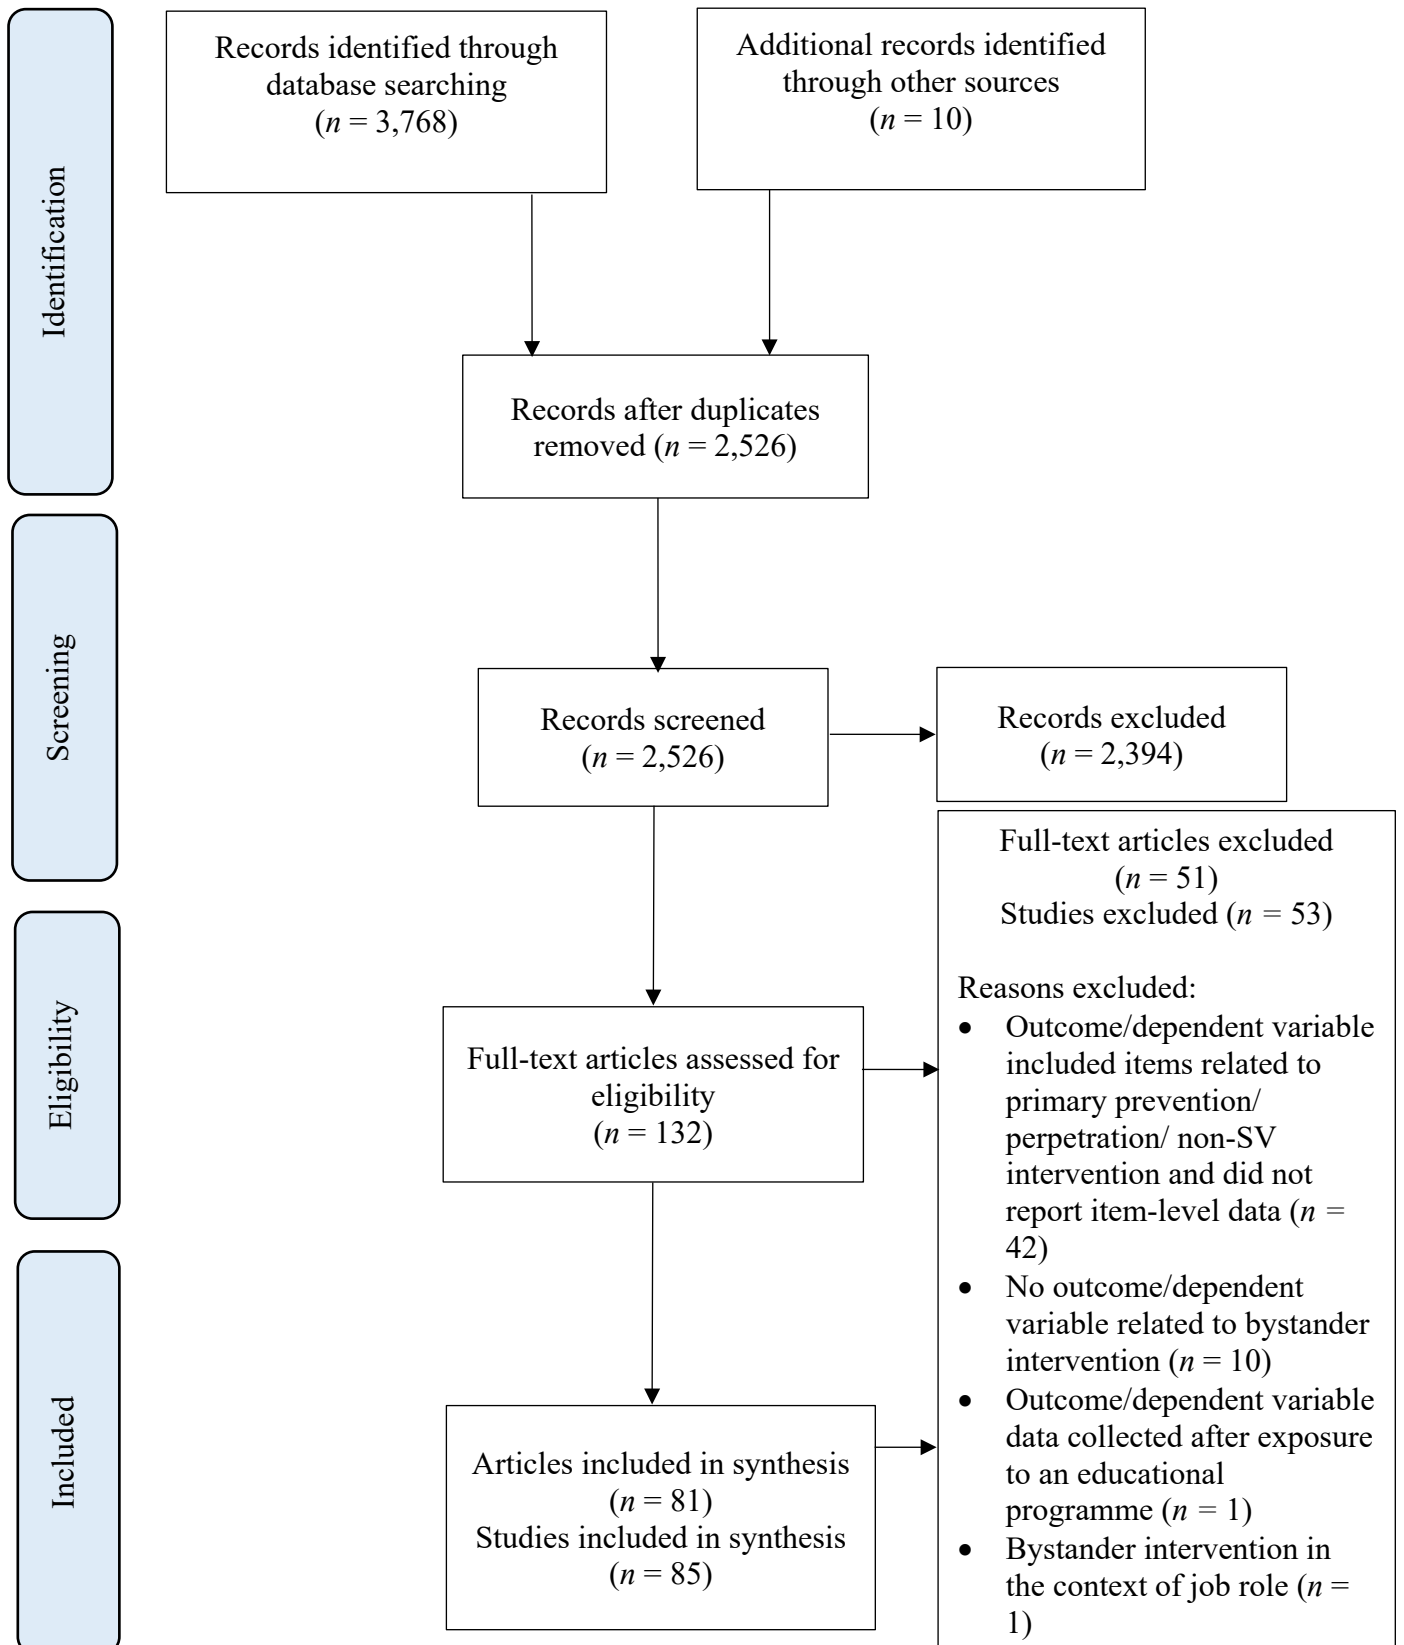 Identification
Records identified through
database searching
(n = 3,768)
Additional records identified
through other sources
(n = 10)
Records after duplicates
removed (n = 2,526)
Screening
Records screened
(n = 2,526)
Records excluded
(n = 2,394)
Eligibility
Full-text articles assessed for
eligibility
(n = 132)
Full-text articles excluded
(n = 51)
Studies excluded (n = 53)
Reasons excluded:
• Outcome/dependent variable
included items related to
primary prevention/
perpetration/ non-SV
intervention and did not
report item-level data (n =
42)
• No outcome/dependent
variable related to bystander
intervention (n = 10)
• Outcome/dependent variable
data collected after exposure
to an educational
programme (n = 1)
• Bystander intervention in
the context of job role (n =
1)
Included
Articles included in synthesis
(n = 81)
Studies included in synthesis
(n = 85)